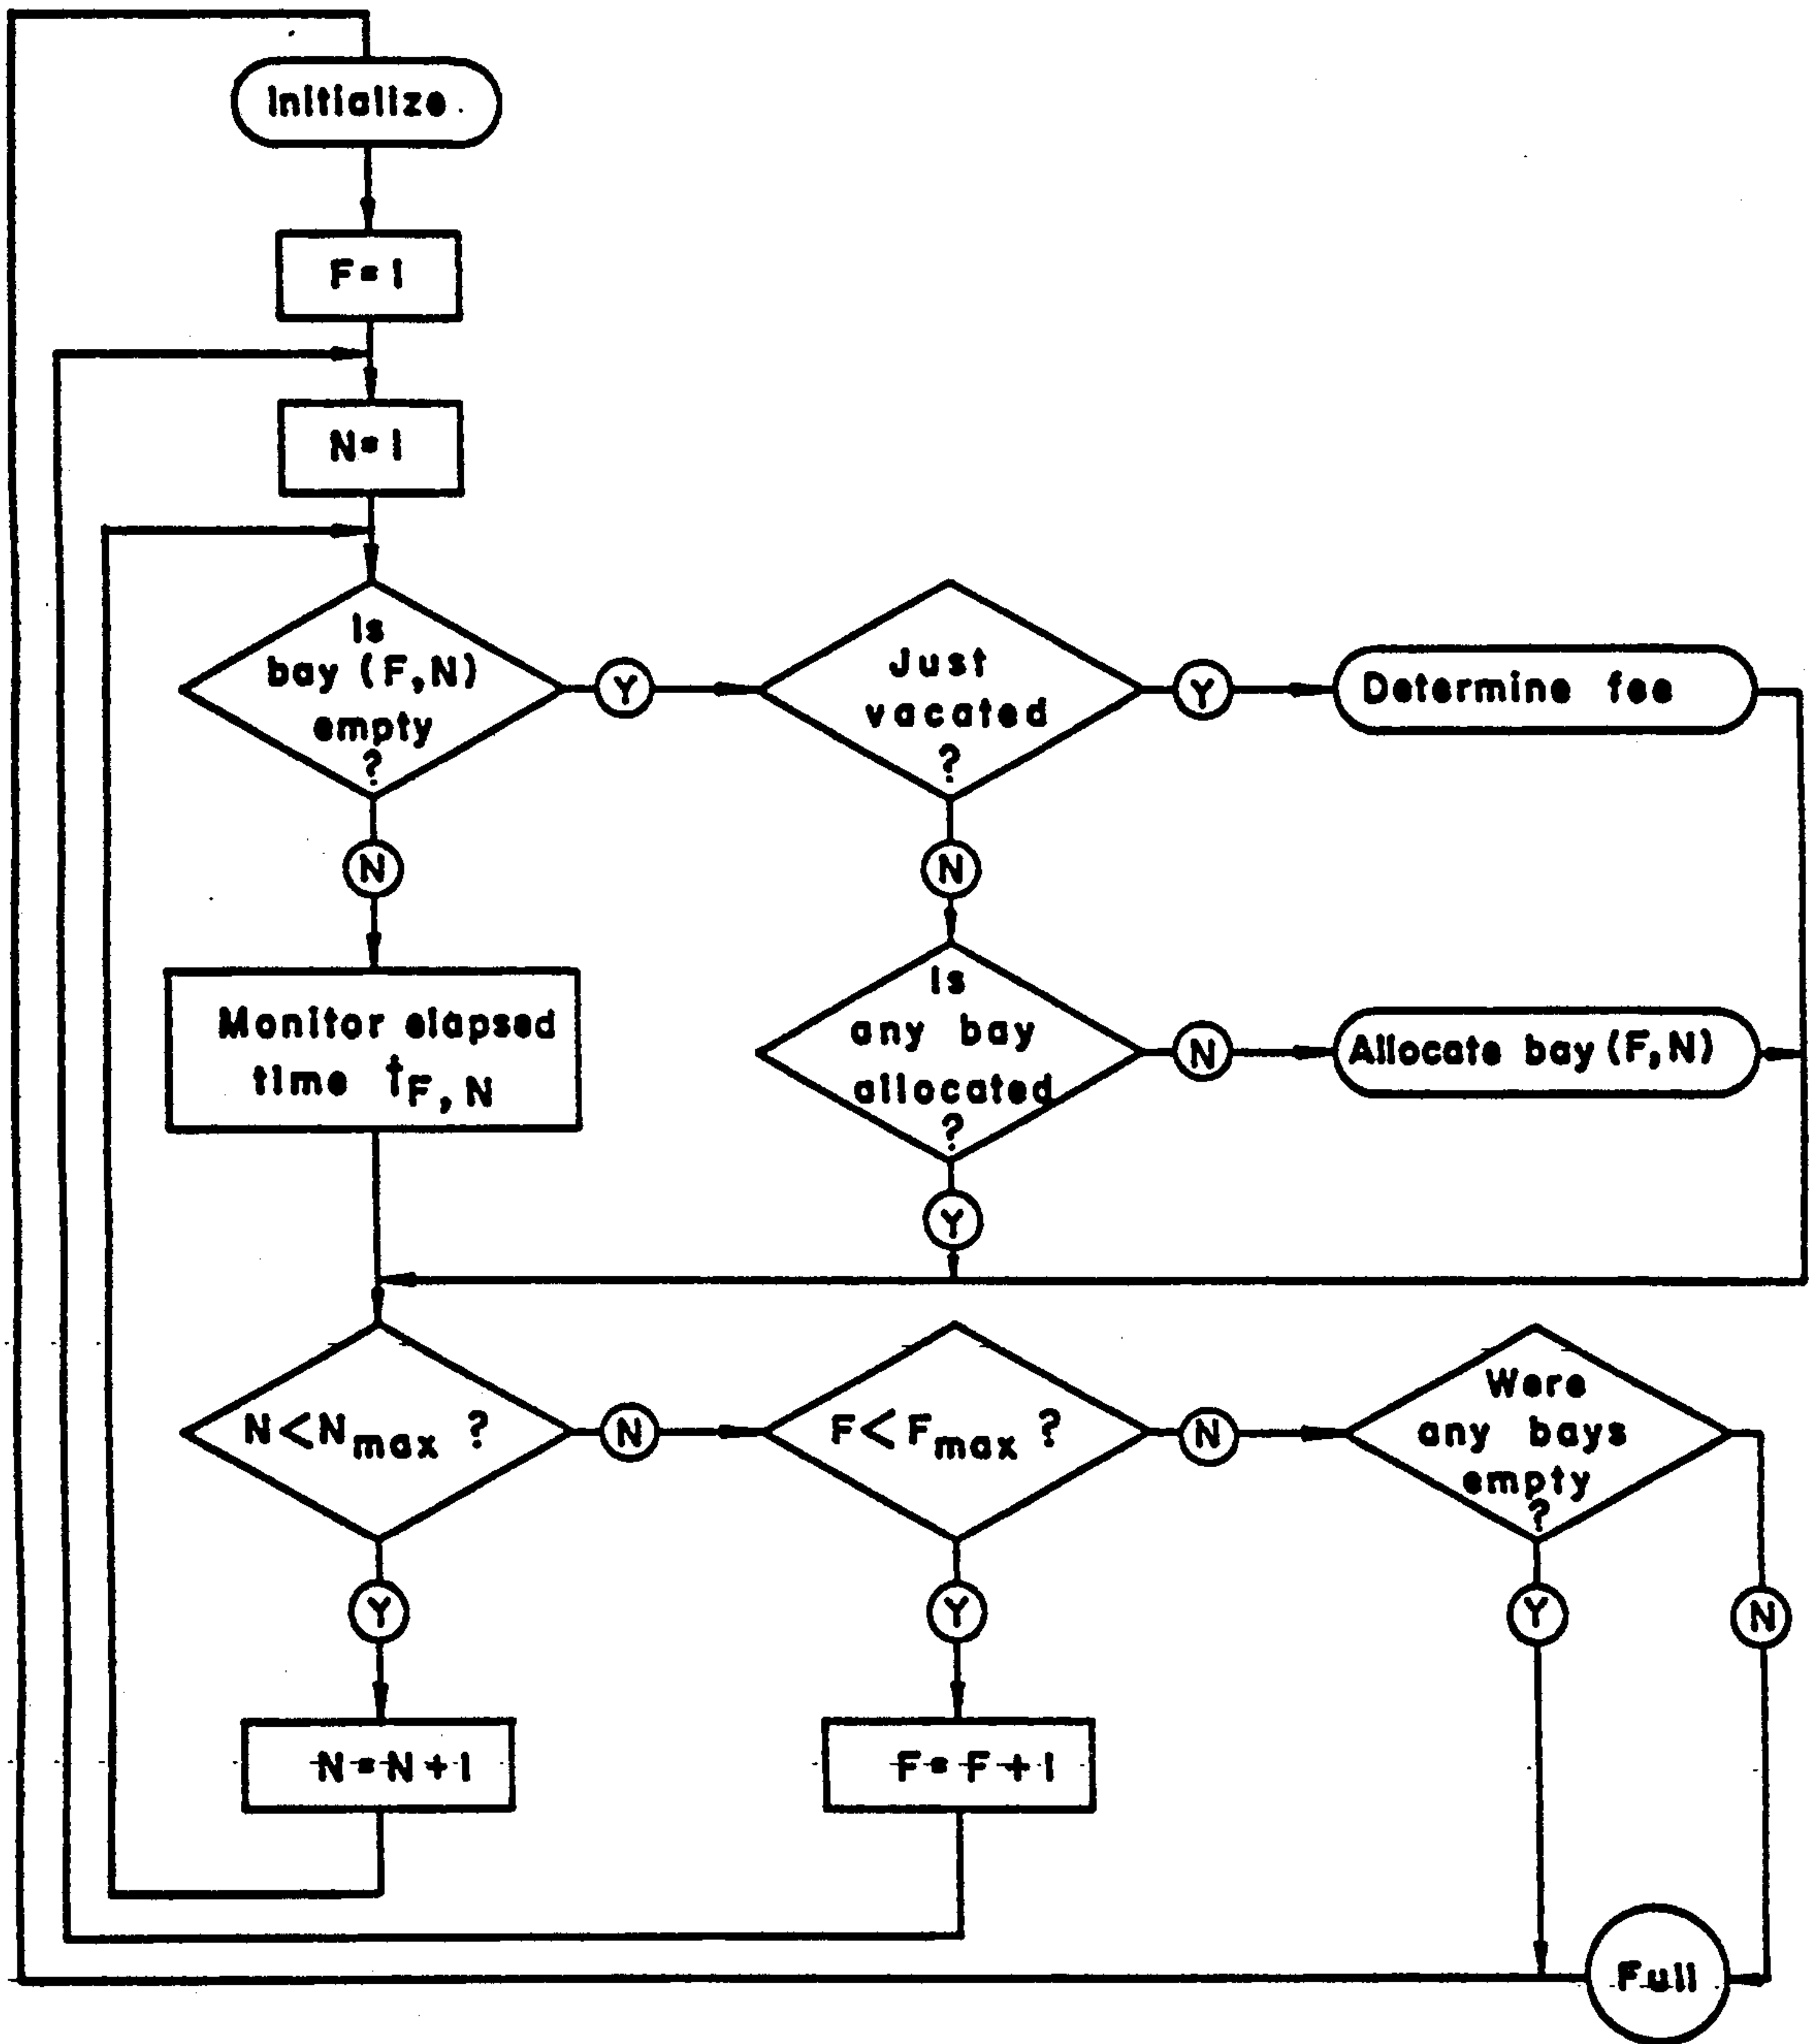 Initialize
F=1
N=1
Is
bay (F,N)
empty
?
Y
Just
vacated
?
Y
Determine fee
N
N
Monitor elapsed
time tF, N
Is
any bay
allocated
?
N
Allocate bay (F,N)
Y
N<Nmax ?
N
F<Fmax ?
N
Were
any bays
empty
?
Y
Y
Y
N
N=N+1
F=F+1
Full